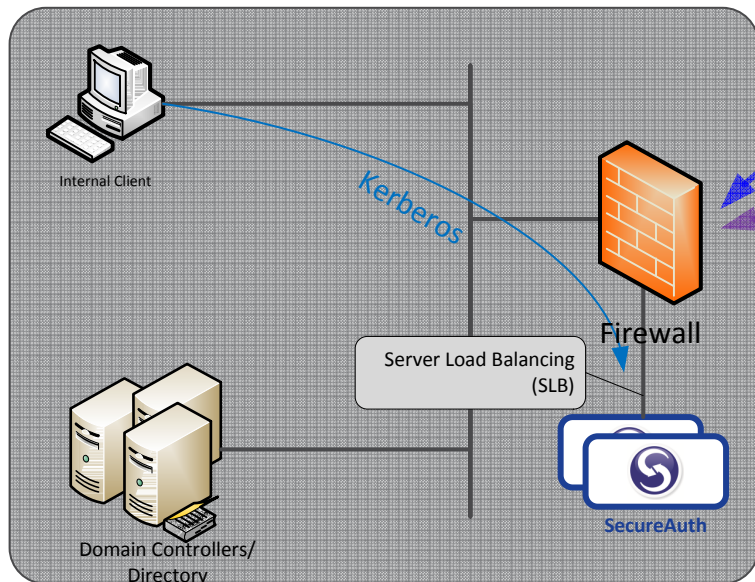 Internal Client
Kerberos
Firewall
Server Load Balancing
(SLB)
SecureAuth
Domain Controllers/
Directory